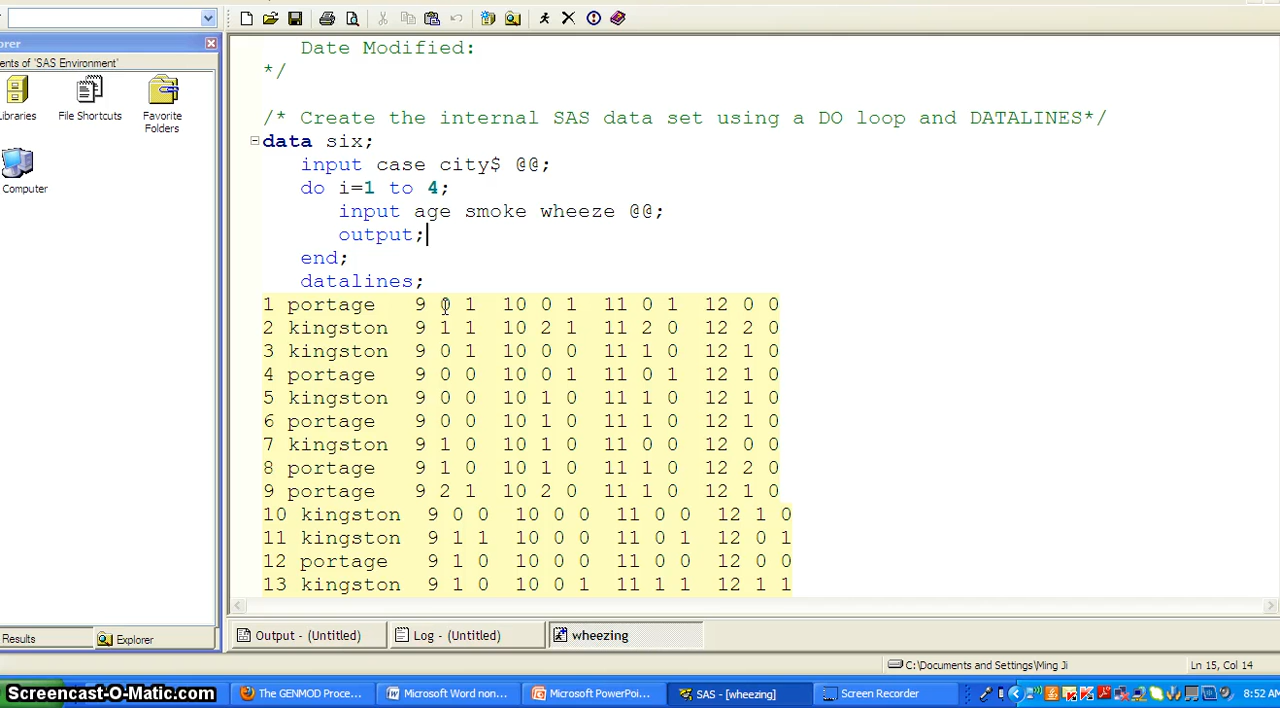 orer
ents of 'SAS Environment'
ibraries File Shortcuts Favorite
Folders
Computer
Date Modified:
*/
/* Create the internal SAS data set using a DO loop and DATALINES*/
data six;
input case city$ @@;
do i=1 to 4;
input age smoke wheeze @@;
output;
end;
datalines;
1 portage 9 0 1 10 0 1 11 0 1 12 0 0
2 kingston 9 1 1 10 2 1 11 2 0 12 2 0
3 kingston 9 0 1 10 0 0 11 1 0 12 1 0
4 portage 9 0 0 10 0 1 11 0 1 12 1 0
5 kingston 9 0 0 10 1 0 11 1 0 12 1 0
6 portage 9 0 0 10 1 0 11 1 0 12 1 0
7 kingston 9 1 0 10 1 0 11 0 0 12 0 0
8 portage 9 1 0 10 1 0 11 1 0 12 2 0
9 portage 9 2 1 10 2 0 11 1 0 12 1 0
10 kingston 9 0 0 10 0 0 11 0 0 12 1 0
11 kingston 9 1 1 10 0 0 11 0 1 12 0 1
12 portage 9 1 0 10 0 0 11 0 0 12 0 0
13 kingston 9 1 0 10 0 1 11 1 1 12 1 1
Results Explorer Output - (Untitled) Log - (Untitled) wheezing
C:\Documents and Settings\Ming Ji Ln 15, Col 14
Screencast-O-Matic.com The GENMOD Proce... Microsoft Word non... Microsoft PowerPoi... SAS - [wheezing] Screen Recorder 8:52 AM